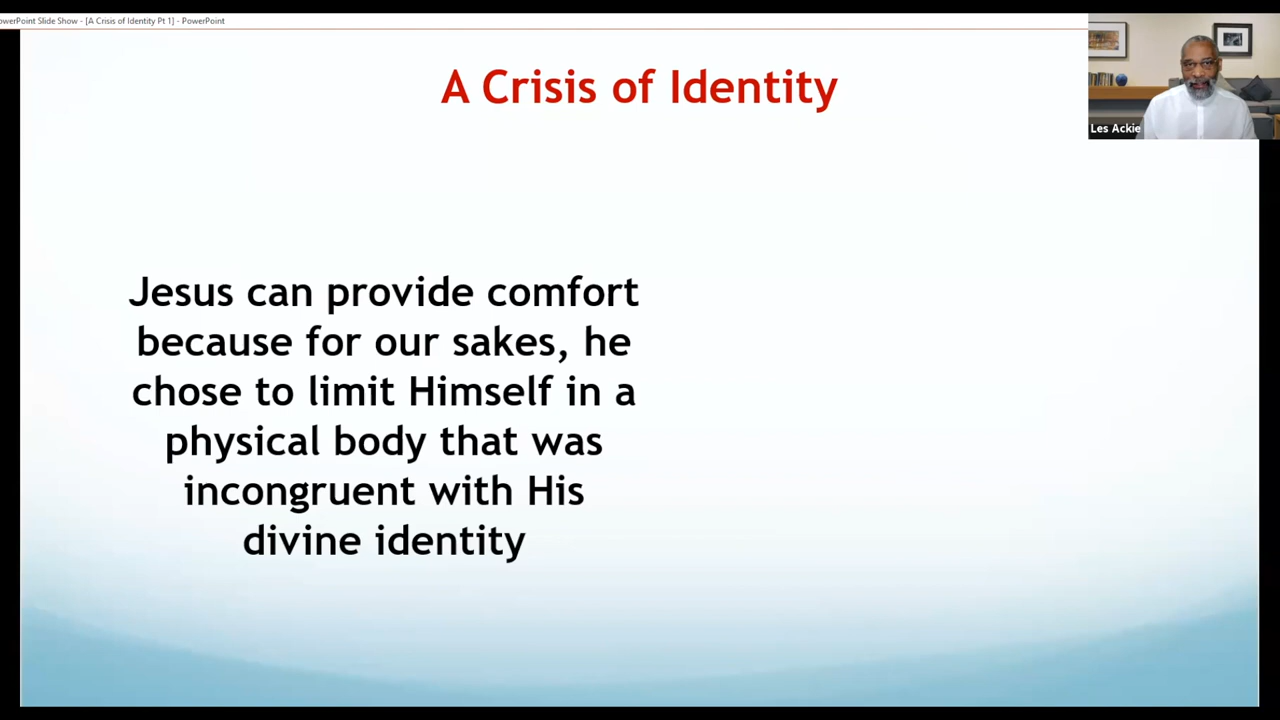 PowerPoint Slide Show - [A Crisis of Identity Pt 1] - PowerPoint
A Crisis of Identity
Les Ackie
Jesus can provide comfort
because for our sakes, he
chose to limit Himself in a
physical body that was
incongruent with His
divine identity